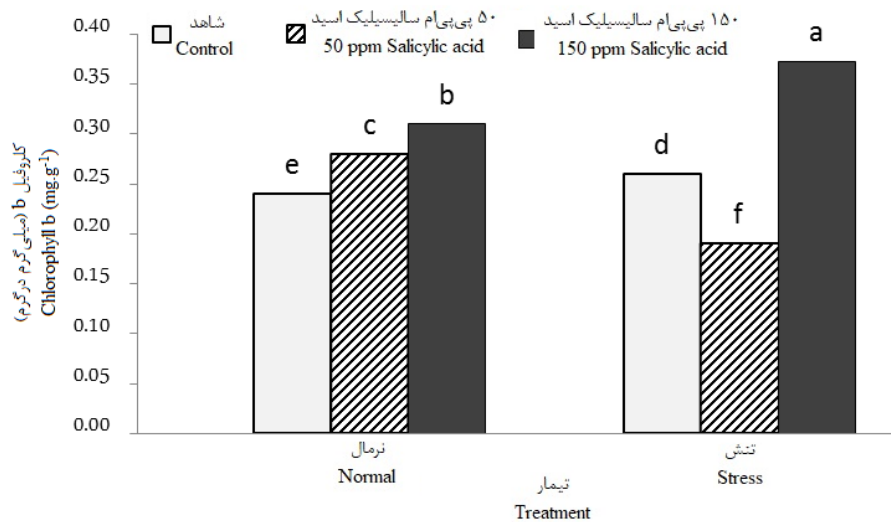 شاهد
Control
۵۰ پی‌پی‌ام سالیسیلیک اسید
50 ppm Salicylic acid
۱۵۰ پی‌پی‌ام سالیسیلیک اسید
150 ppm Salicylic acid
کلروفیل b (میلی‌گرم درگرم)
Chlorophyll b (mg.g-1)
0.40
0.35
0.30
0.25
0.20
0.15
0.10
0.05
0.00
e
c
b
d
f
a
نرمال
Normal
تنش
Stress
تیمار
Treatment